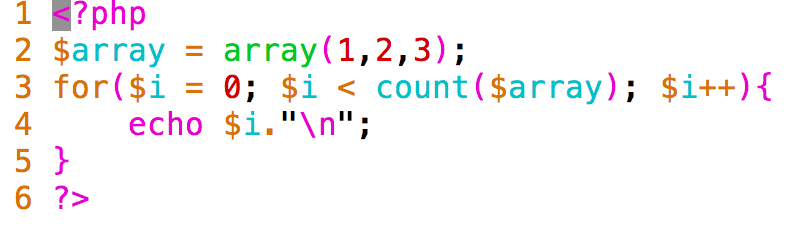 1 <?php
2 $array = array(1,2,3);
3 for($i = 0; $i < count($array); $i++){
4     echo $i."\n";
5 }
6 ?>